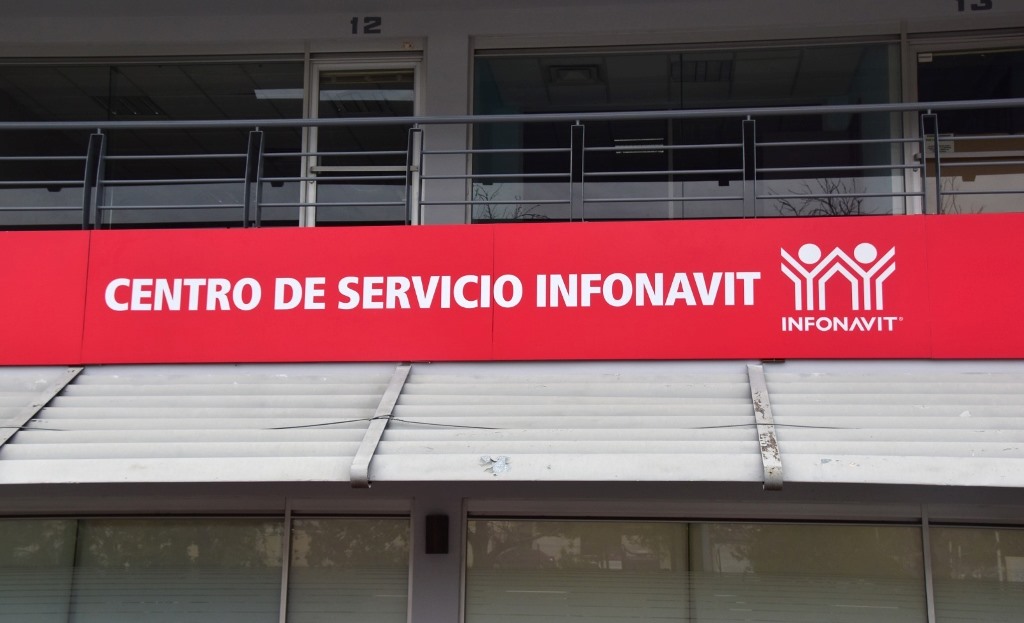 12
13
CENTRO DE SERVICIO INFONAVIT
INFONAVIT®